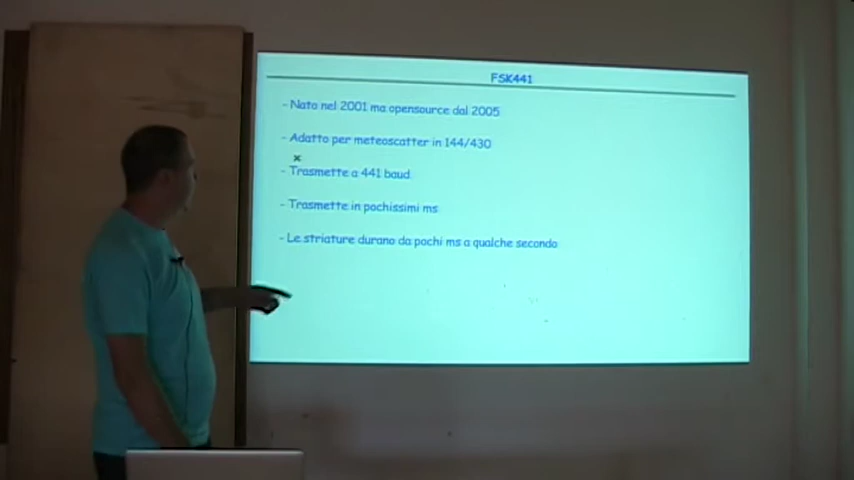 FSK441
- Nato nel 2001 ma opensource dal 2005
- Adatto per meteoscatter in 144/430
x
- Trasmette a 441 baud
- Trasmette in pochissimi ms
- Le striature durano da pochi ms a qualche secondo